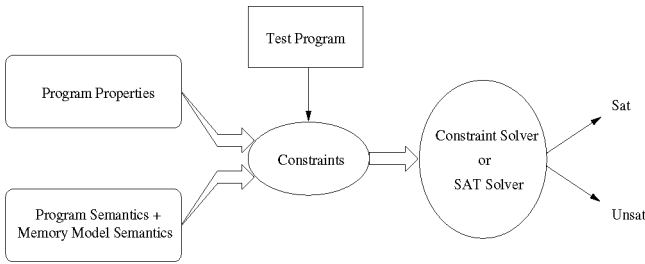 Test Program
Program Properties
Constraints
Constraint Solver
or
SAT Solver
Sat
Unsat
Program Semantics +
Memory Model Semantics